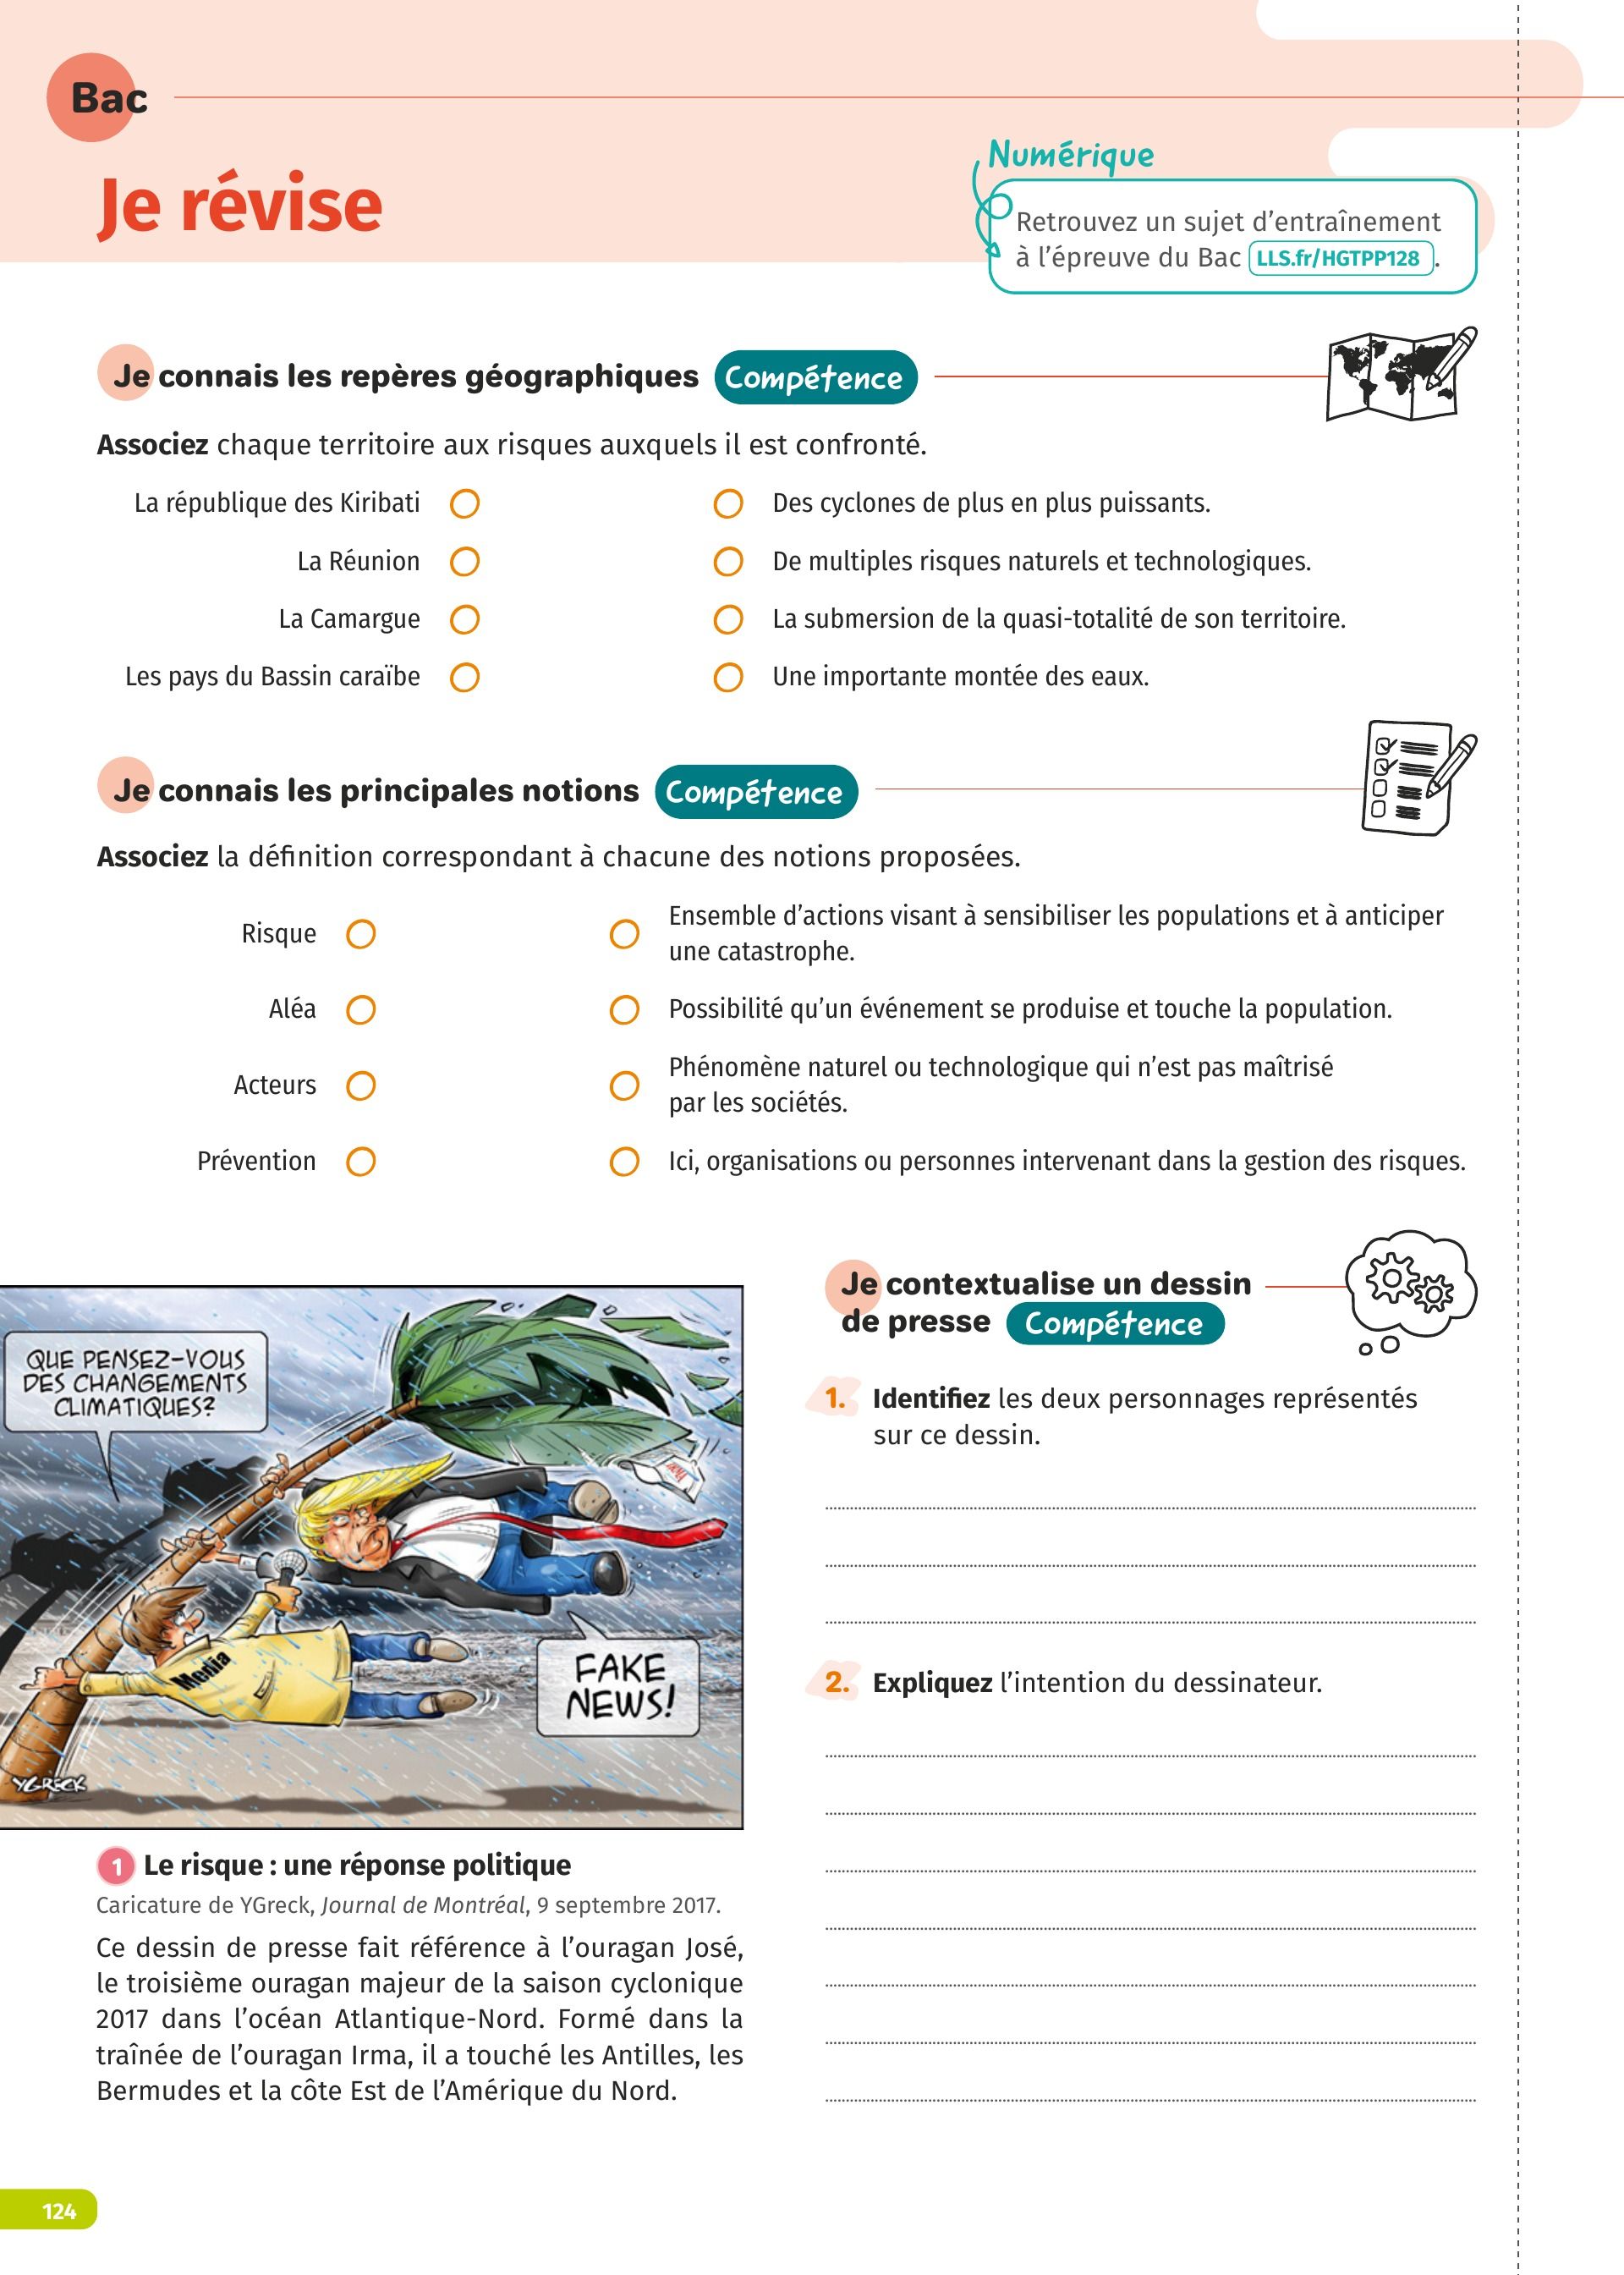 Bac
Je révise
Numérique
Retrouvez un sujet d’entraînement
à l’épreuve du Bac LLS.fr/HGTPP128 .
Je connais les repères géographiques Compétence
Associez chaque territoire aux risques auxquels il est confronté.
La république des Kiribati
Des cyclones de plus en plus puissants.
La Réunion
De multiples risques naturels et technologiques.
La Camargue
La submersion de la quasi-totalité de son territoire.
Les pays du Bassin caraïbe
Une importante montée des eaux.
Je connais les principales notions Compétence
Associez la définition correspondant à chacune des notions proposées.
Risque
Ensemble d’actions visant à sensibiliser les populations et à anticiper
une catastrophe.
Aléa
Possibilité qu’un événement se produise et touche la population.
Acteurs
Phénomène naturel ou technologique qui n’est pas maîtrisé
par les sociétés.
Prévention
Ici, organisations ou personnes intervenant dans la gestion des risques.
QUE PENSEZ-VOUS
DES CHANGEMENTS
CLIMATIQUES?
Media
FAKE
NEWS!
YGRECK
1 Le risque : une réponse politique
Caricature de YGreck, Journal de Montréal, 9 septembre 2017.
Ce dessin de presse fait référence à l’ouragan José,
le troisième ouragan majeur de la saison cyclonique
2017 dans l’océan Atlantique-Nord. Formé dans la
traînée de l’ouragan Irma, il a touché les Antilles, les
Bermudes et la côte Est de l’Amérique du Nord.
Je contextualise un dessin
de presse Compétence
1. Identifiez les deux personnages représentés
sur ce dessin.
2. Expliquez l’intention du dessinateur.
124